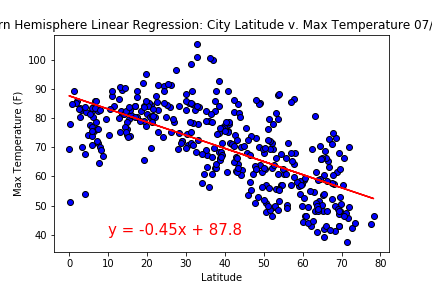 rn Hemisphere Linear Regression: City Latitude v. Max Temperature 07/
Max Temperature (F)
100
90
80
70
60
50
40
y = -0.45x + 87.8
0 10 20 30 40 50 60 70 80
Latitude